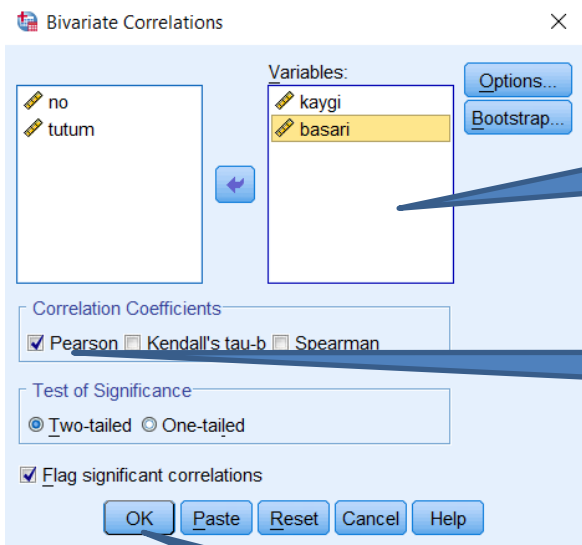 Bivariate Correlations
Variables:
no
tutum
kaygi
basari
Options...
Bootstrap...
Correlation Coefficients
Pearson Kendall's tau-b Spearman
Test of Significance
Two-tailed One-tailed
Flag significant correlations
OK Paste Reset Cancel Help